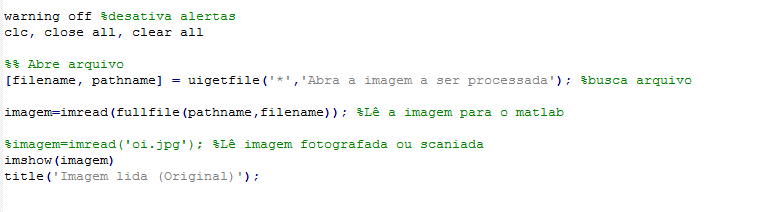 warning off %desativa alertas
clc, close all, clear all
%% Abre arquivo
[filename, pathname] = uigetfile('*','Abra a imagem a ser processada'); %busca arquivo
imagem=imread(fullfile(pathname,filename)); %Lê a imagem para o matlab
%imagem=imread('oi.jpg'); %Lê imagem fotografada ou scaniada
imshow(imagem)
title('Imagem lida (Original)');